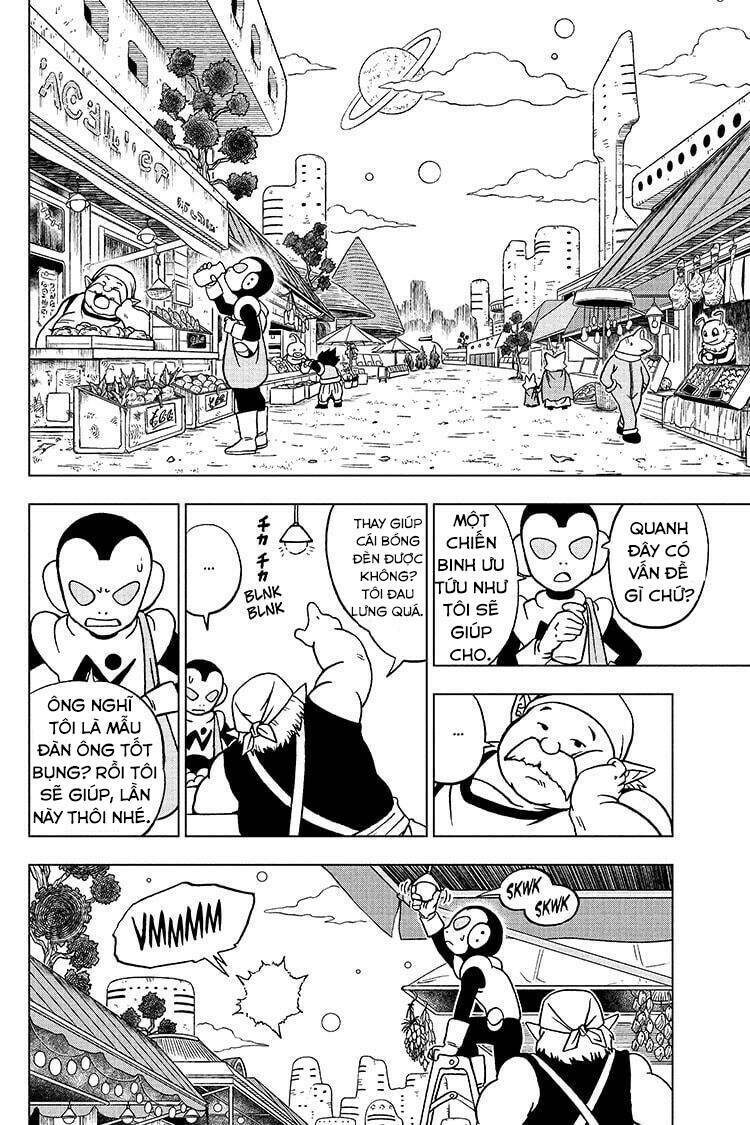 QUANH
ĐÂY CÓ
VẤN ĐỀ
GÌ CHỨ?
MỘT
CHIẾN
BINH ƯU
TỨU NHƯ
TÔI SẼ
GIÚP
CHO.
...
THAY GIÚP
CÁI BÓNG
ĐÈN ĐƯỢC
KHÔNG?
TÔI ĐAU
LƯNG QUÁ.
チカ チカ
BLNK
BLNK
...
ÔNG NGHĨ
TÔI LÀ MẪU
ĐÀN ÔNG TỐT
BỤNG? RỒI TÔI
SẼ GIÚP, LẦN
NÀY THÔI NHÉ.
SKWK
SKWK
VMMMM